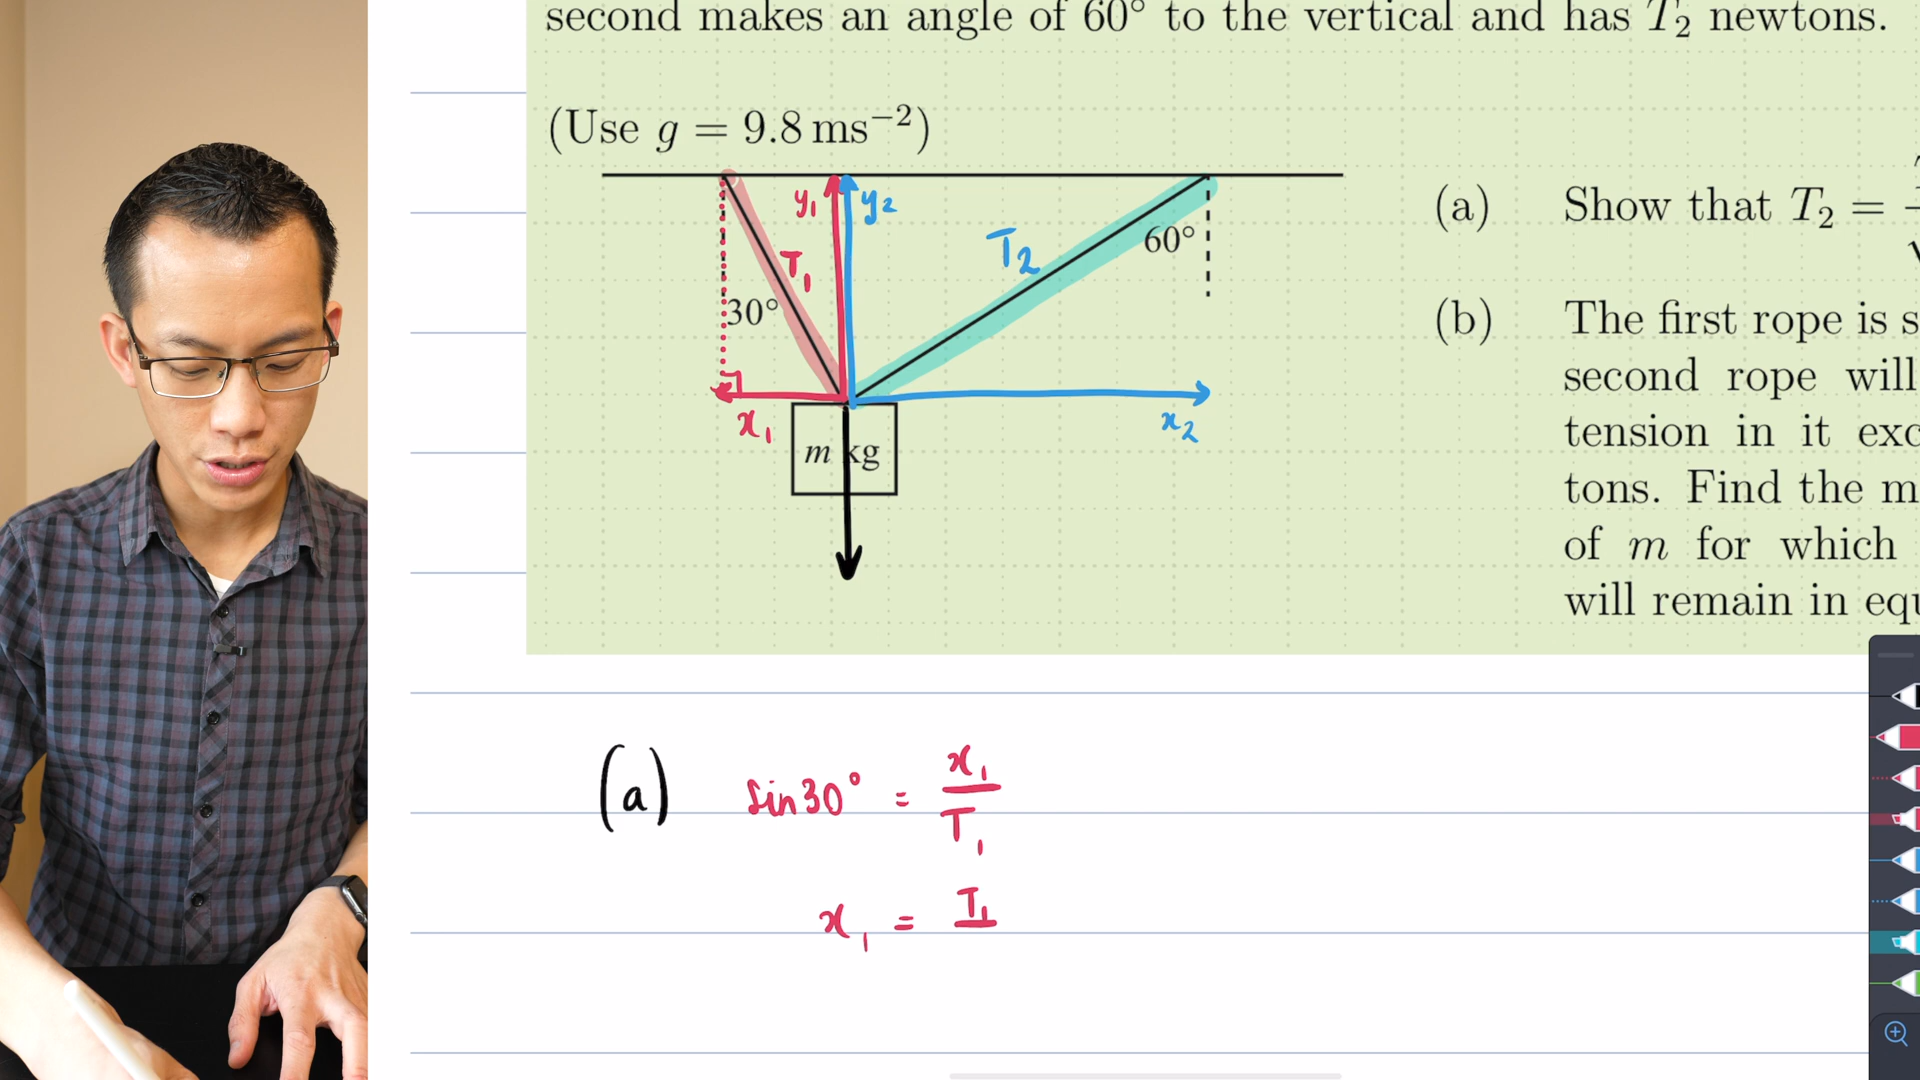 second makes an angle of 60° to the vertical and has T₂ newtons.
(Use g = 9.8 ms⁻²)
y₁
y₂
T₁
T₂
60°
30°
x₁
x₂
m kg
(a) Show that T₂ =
(b) The first rope is s
second rope will
tension in it exc
tons. Find the m
of m for which
will remain in equ
(a) sin30° = x₁/T₁
x₁ = T₁